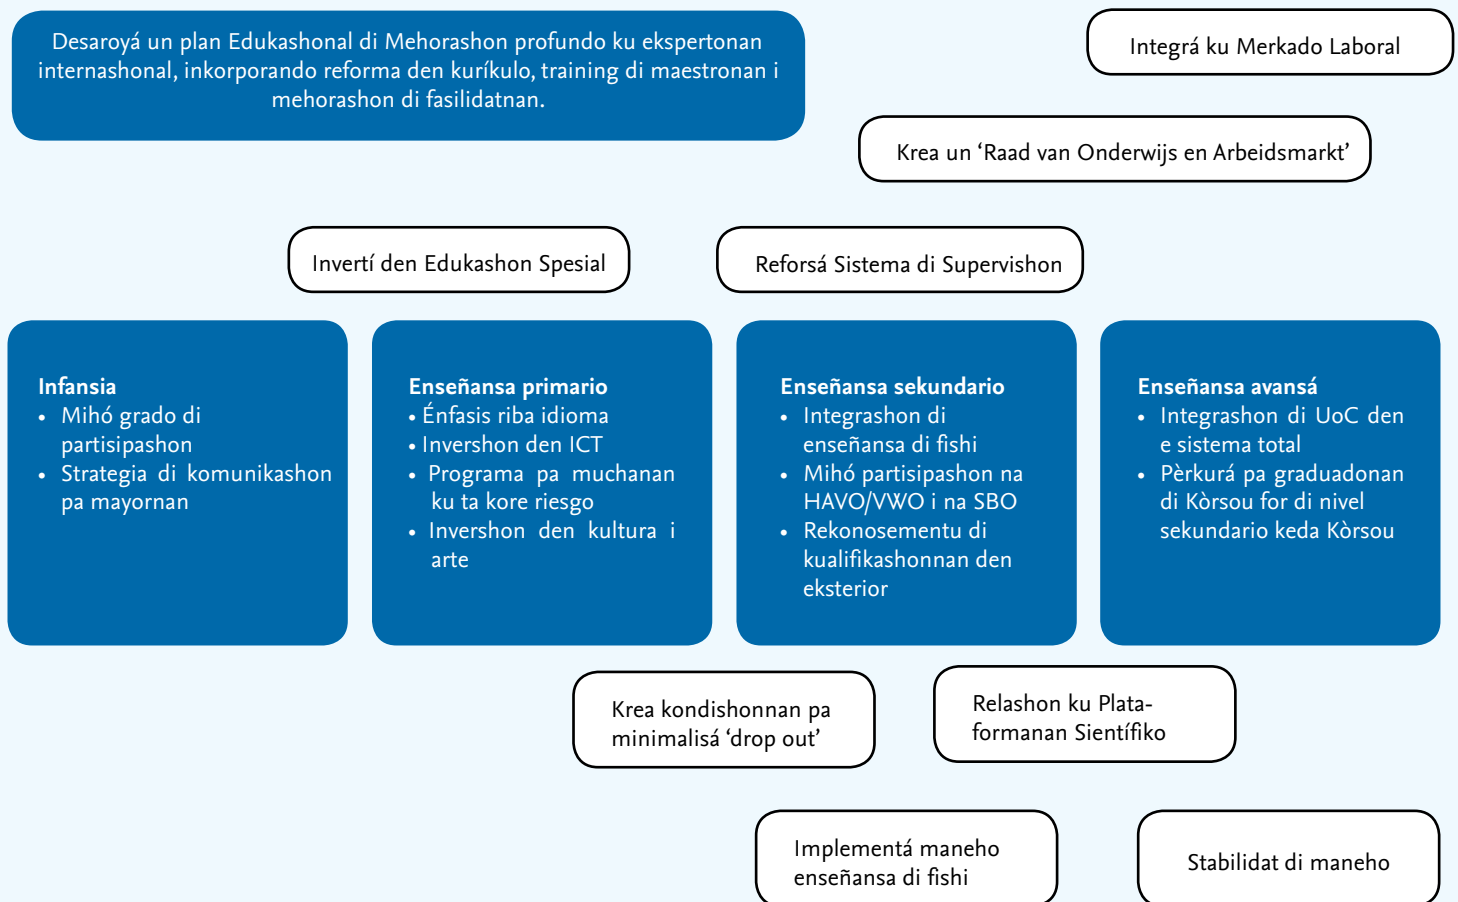 Desaroyá un plan Edukashonal di Mehorashon profundo ku ekspertonan
internashonal, inkorporando reforma den kuríkulo, training di maestronan i
mehorashon di fasilidatnan.
Integrá ku Merkado Laboral
Krea un ‘Raad van Onderwijs en Arbeidsmarkt’
Invertí den Edukashon Spesial
Reforsá Sistema di Supervishon
Infansia
• Mihó grado di
partisipashon
• Strategia di komunikashon
pa mayornan
Enseñansa primario
• Énfasis riba idioma
• Invershon den ICT
• Programa pa muchanan
ku ta kore riesgo
• Invershon den kultura i
arte
Enseñansa sekundario
• Integrashon di
enseñansa di fishi
• Mihó partisipashon na
HAVO/VWO i na SBO
• Rekonosementu di
kualifikashonnan den
eksterior
Enseñansa avansá
• Integrashon di UoC den
e sistema total
• Pèrkurá pa graduadonan
di Kòrsou for di nivel
sekundario keda Kòrsou
Krea kondishonnan pa
minimalisá ‘drop out’
Relashon ku Plata-
formanan Sientífiko
Implementá maneho
enseñansa di fishi
Stabilidat di maneho